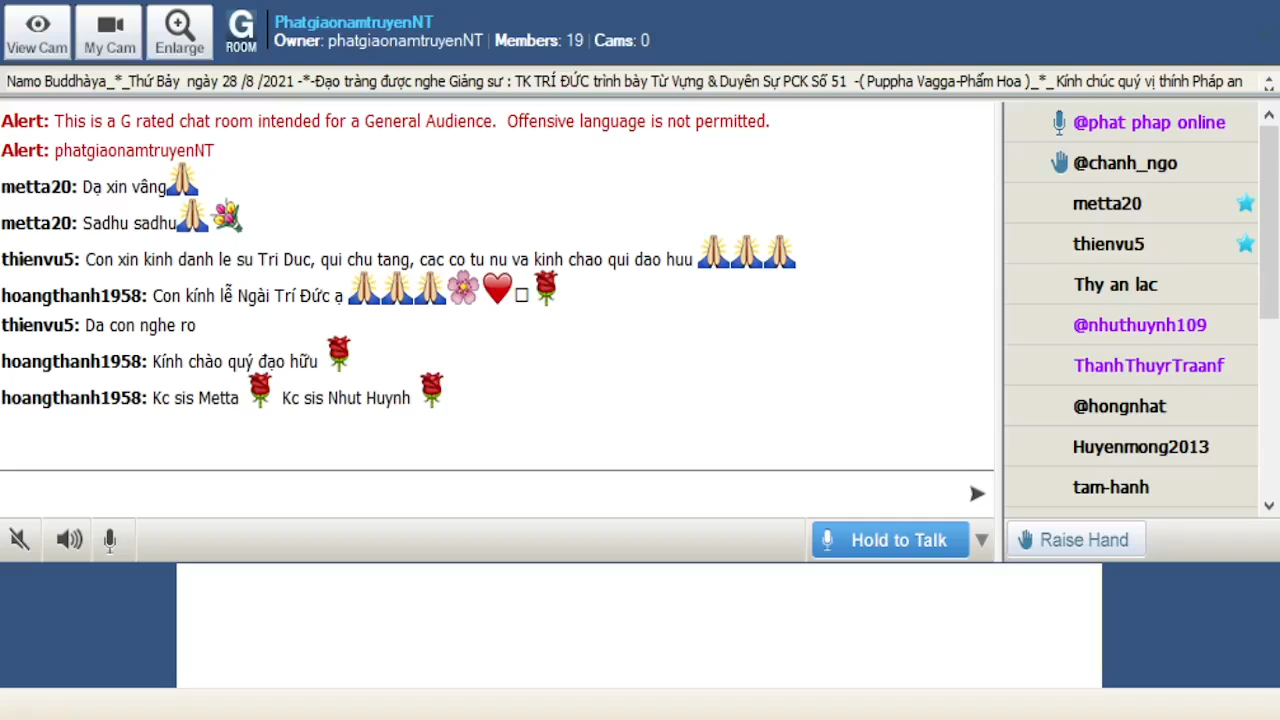 View Cam
My Cam
Enlarge
G
ROOM
PhatgiaonamtruyenNT
Owner: phatgiaonamtruyenNT | Members: 19 | Cams: 0
Namo Buddhàya_*_Thứ Bảy ngày 28 /8 /2021 -*-Đạo tràng được nghe Giảng sư : TK TRÍ ĐỨC trình bày Từ Vựng & Duyên Sự PCK Số 51 -( Puppha Vagga-Phẩm Hoa )_*_Kính chúc quý vị thính Pháp an
Alert: This is a G rated chat room intended for a General Audience. Offensive language is not permitted.
Alert: phatgiaonamtruyenNT
metta20: Dạ xin vâng
metta20: Sadhu sadhu
thienvu5: Con xin kinh danh le su Tri Duc, qui chu tang, cac co tu nu va kinh chao qui dao huu
hoangthanh1958: Con kính lễ Ngài Trí Đức ạ
thienvu5: Da con nghe ro
hoangthanh1958: Kính chào quý đạo hữu
hoangthanh1958: Kc sis Metta Kc sis Nhut Huynh
@phat phap online
@chanh_ngo
metta20
thienvu5
Thy an lac
@nhuthuynh109
ThanhThuyrTraanf
@hongnhat
Huyenmong2013
tam-hanh
Hold to Talk
Raise Hand